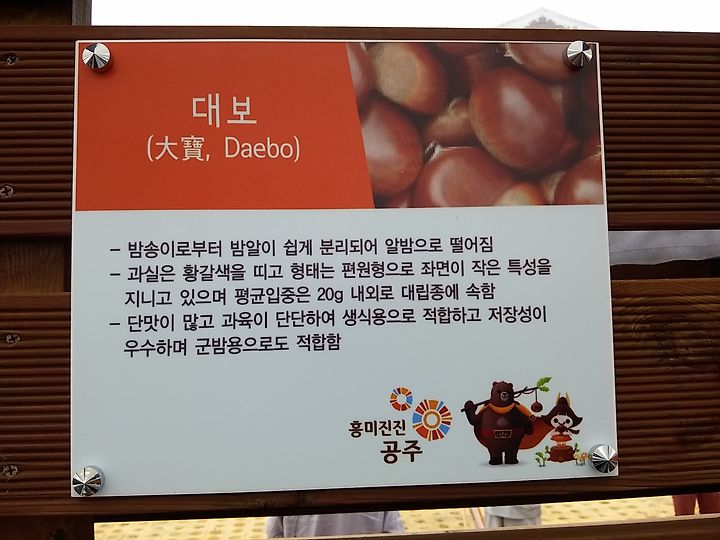 대보
(大寶, Daebo)
- 밤송이로부터 밤알이 쉽게 분리되어 알밤으로 떨어짐
- 과실은 황갈색을 띠고 형태는 편원형으로 좌면이 작은 특성을
지니고 있으며 평균입중은 20g 내외로 대립종에 속함
- 단맛이 많고 과육이 단단하여 생식용으로 적합하고 저장성이
우수하며 군밤용으로도 적합함
흥미진진
공주